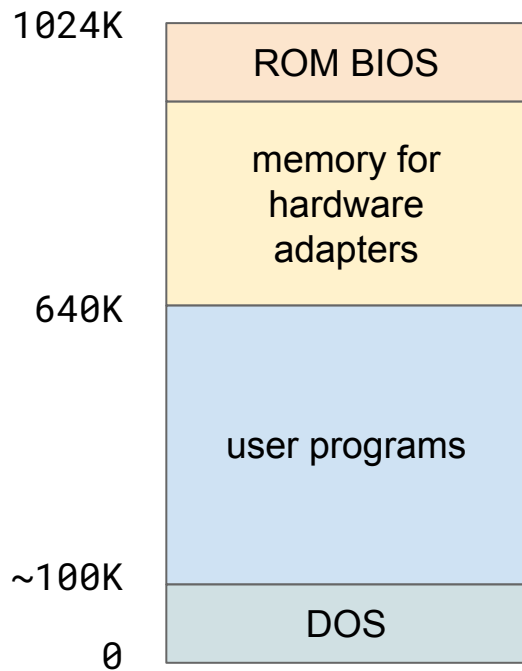 1024K
ROM BIOS
memory for
hardware
adapters
640K
user programs
~100K
DOS
0